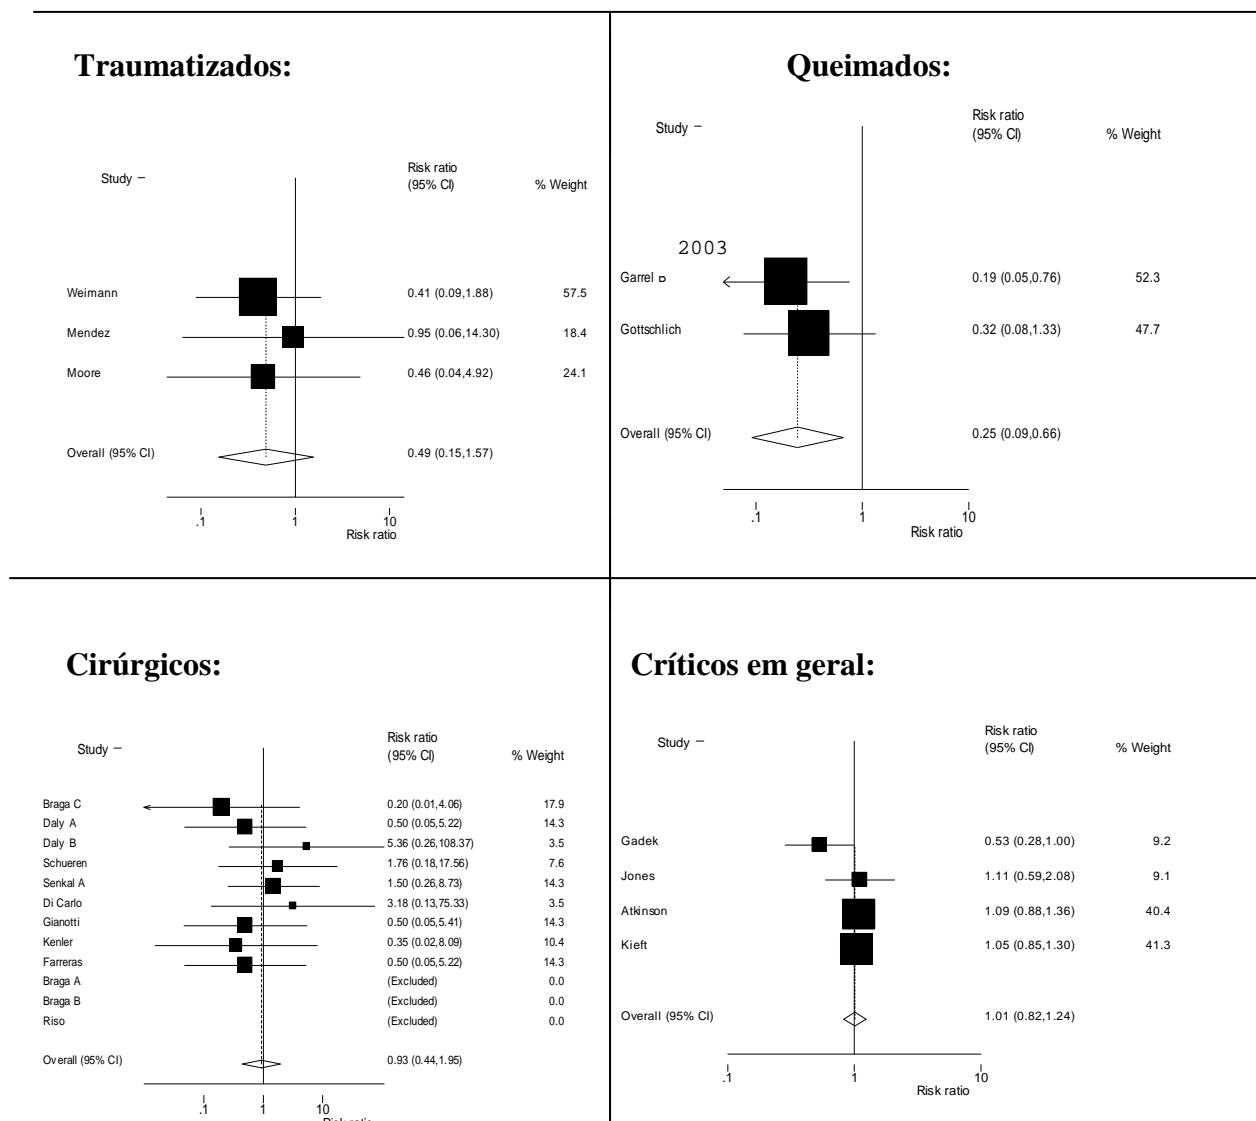 Traumatizados:
Study –
Risk ratio
(95% CI)
% Weight
Weimann 0.41 (0.09,1.88) 57.5
Mendez 0.95 (0.06,14.30) 18.4
Moore 0.46 (0.04,4.92) 24.1
Overall (95% CI) 0.49 (0.15,1.57)
.1 1 10
Risk ratio
Queimados:
Study –
Risk ratio
(95% CI)
% Weight
2003
Garrel 0.19 (0.05,0.76) 52.3
Gottschlich 0.32 (0.08,1.33) 47.7
Overall (95% CI) 0.25 (0.09,0.66)
.1 1 10
Risk ratio
Cirúrgicos:
Study –
Risk ratio
(95% CI)
% Weight
Braga C 0.20 (0.01,4.06) 17.9
Daly A 0.50 (0.05,5.22) 14.3
Daly B 5.36 (0.26,108.37) 3.5
Schueren 1.76 (0.18,17.56) 7.6
Senkal A 1.50 (0.26,8.73) 14.3
Di Carlo 3.18 (0.13,75.33) 3.5
Gianotti 0.50 (0.05,5.41) 14.3
Kenler 0.35 (0.02,8.09) 10.4
Farreras 0.50 (0.05,5.22) 14.3
Braga A (Excluded) 0.0
Braga B (Excluded) 0.0
Riso (Excluded) 0.0
Overall (95% CI) 0.93 (0.44,1.95)
.1 1 10
Risk ratio
Críticos em geral:
Study –
Risk ratio
(95% CI)
% Weight
Gadek 0.53 (0.28,1.00) 9.2
Jones 1.11 (0.59,2.08) 9.1
Atkinson 1.09 (0.88,1.36) 40.4
Kieft 1.05 (0.85,1.30) 41.3
Overall (95% CI) 1.01 (0.82,1.24)
.1 1 10
Risk ratio